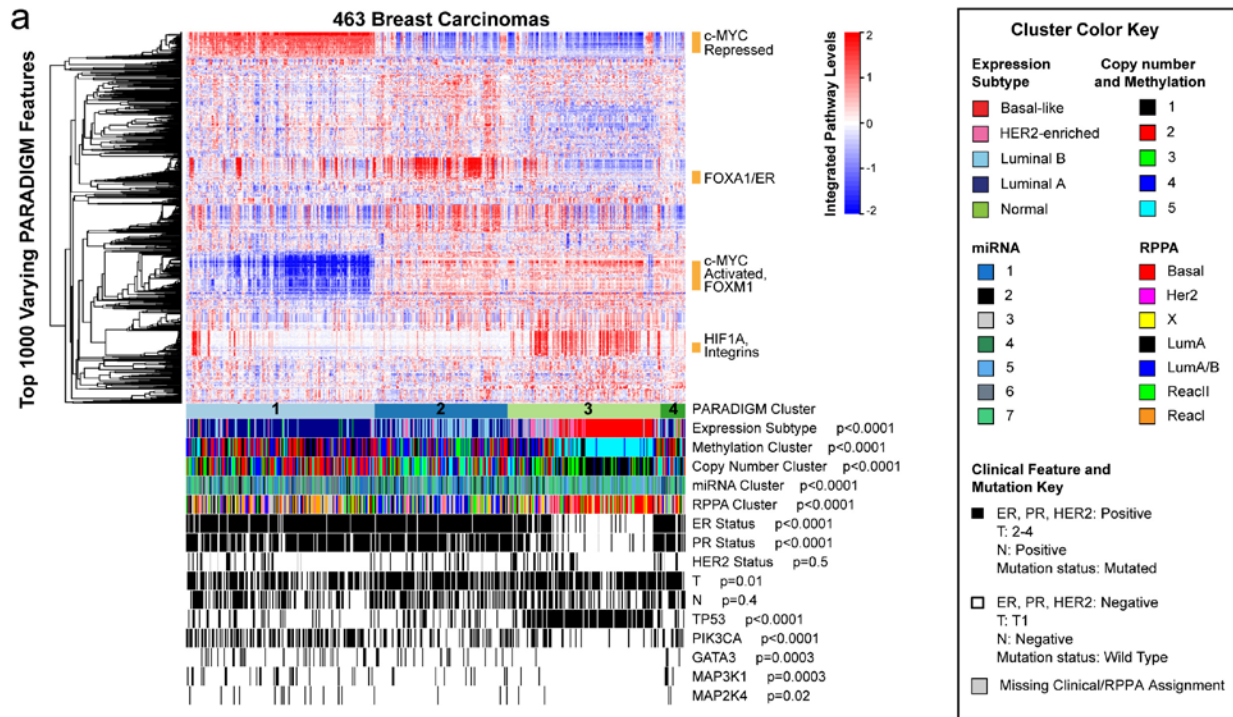 a
463 Breast Carcinomas
Top 1000 Varying PARADIGM Features
c-MYC
Repressed
FOXA1/ER
c-MYC
Activated,
FOXM1
HIF1A,
Integrins
Integrated Pathway Levels
2
1
0
-1
-2
1 2 3 4
PARADIGM Cluster
Expression Subtype p<0.0001
Methylation Cluster p<0.0001
Copy Number Cluster p<0.0001
miRNA Cluster p<0.0001
RPPA Cluster p<0.0001
ER Status p<0.0001
PR Status p<0.0001
HER2 Status p=0.5
T p=0.01
N p=0.4
TP53 p<0.0001
PIK3CA p<0.0001
GATA3 p=0.0003
MAP3K1 p=0.0003
MAP2K4 p=0.02
Cluster Color Key
Expression
Subtype
Basal-like
HER2-enriched
Luminal B
Luminal A
Normal
Copy number
and Methylation
1
2
3
4
5
miRNA
1
2
3
4
5
6
7
RPPA
Basal
Her2
X
LumA
LumA/B
ReacII
ReacI
Clinical Feature and
Mutation Key
ER, PR, HER2: Positive
T: 2-4
N: Positive
Mutation status: Mutated
ER, PR, HER2: Negative
T: T1
N: Negative
Mutation status: Wild Type
Missing Clinical/RPPA Assignment